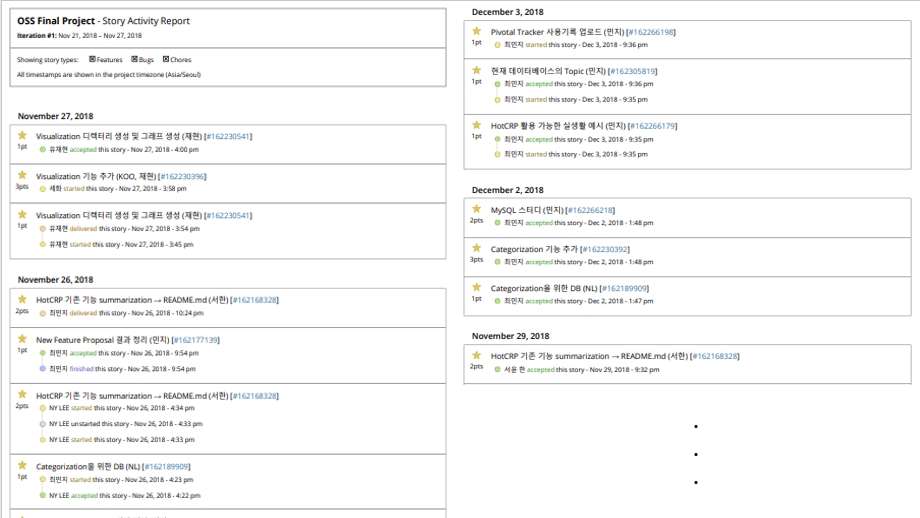 OSS Final Project - Story Activity Report
Iteration #1: Nov 21, 2018 – Nov 27, 2018
Showing story types: Features Bugs Chores
All timestamps are shown in the project timezone (Asia/Seoul)
November 27, 2018
Visualization 디렉터리 생성 및 그래프 생성 (재현) [#162230541]
1pt
유재현 accepted this story - Nov 27, 2018 - 4:00 pm
Visualization 기능 추가 (KOO, 재현) [#162230396]
3pts
세화 started this story - Nov 27, 2018 - 3:58 pm
Visualization 디렉터리 생성 및 그래프 생성 (재현) [#162230541]
1pt
유재현 delivered this story - Nov 27, 2018 - 3:54 pm
유재현 started this story - Nov 27, 2018 - 3:45 pm
November 26, 2018
HotCRP 기존 기능 summarization → README.md (서한) [#162168328]
2pts
최민지 delivered this story - Nov 26, 2018 - 10:24 pm
New Feature Proposal 결과 정리 (민지) [#162177139]
1pt
최민지 accepted this story - Nov 26, 2018 - 9:54 pm
최민지 finished this story - Nov 26, 2018 - 9:54 pm
HotCRP 기존 기능 summarization → README.md (서한) [#162168328]
2pts
NY LEE started this story - Nov 26, 2018 - 4:34 pm
NY LEE unstarted this story - Nov 26, 2018 - 4:33 pm
NY LEE started this story - Nov 26, 2018 - 4:33 pm
Categorization을 위한 DB (NL) [#162189909]
1pt
최민지 started this story - Nov 26, 2018 - 4:23 pm
NY LEE accepted this story - Nov 26, 2018 - 4:22 pm
December 3, 2018
Pivotal Tracker 사용기록 업로드 (민지) [#162266198]
1pt
최민지 started this story - Dec 3, 2018 - 9:36 pm
현재 데이터베이스의 Topic (민지) [#162305819]
1pt
최민지 accepted this story - Dec 3, 2018 - 9:36 pm
최민지 started this story - Dec 3, 2018 - 9:35 pm
HotCRP 활용 가능한 실생활 예시 (민지) [#162266179]
1pt
최민지 accepted this story - Dec 3, 2018 - 9:35 pm
최민지 started this story - Dec 3, 2018 - 9:35 pm
December 2, 2018
MySQL 스터디 (민지) [#162266218]
2pts
최민지 accepted this story - Dec 2, 2018 - 1:48 pm
Categorization 기능 추가 [#162230392]
3pts
최민지 accepted this story - Dec 2, 2018 - 1:48 pm
Categorization을 위한 DB (NL) [#162189909]
1pt
최민지 accepted this story - Dec 2, 2018 - 1:47 pm
November 29, 2018
HotCRP 기존 기능 summarization → README.md (서한) [#162168328]
2pts
서윤 한 accepted this story - Nov 29, 2018 - 9:32 pm